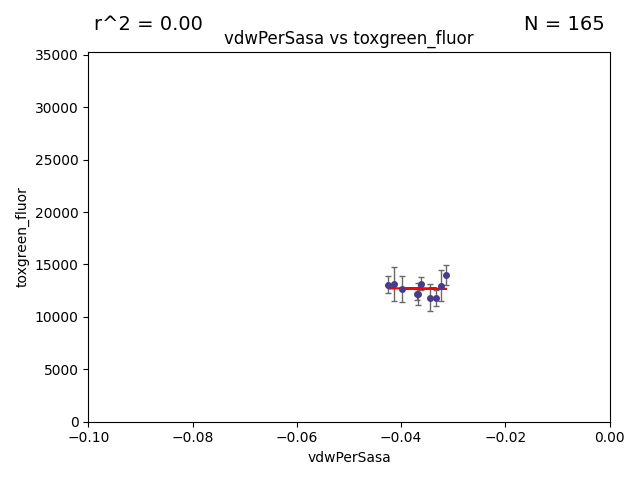 r^2 = 0.00
N = 165
vdwPerSasa vs toxgreen_fluor
35000
30000
25000
20000
15000
10000
5000
0
toxgreen_fluor
−0.10
−0.08
−0.06
−0.04
−0.02
0.00
vdwPerSasa